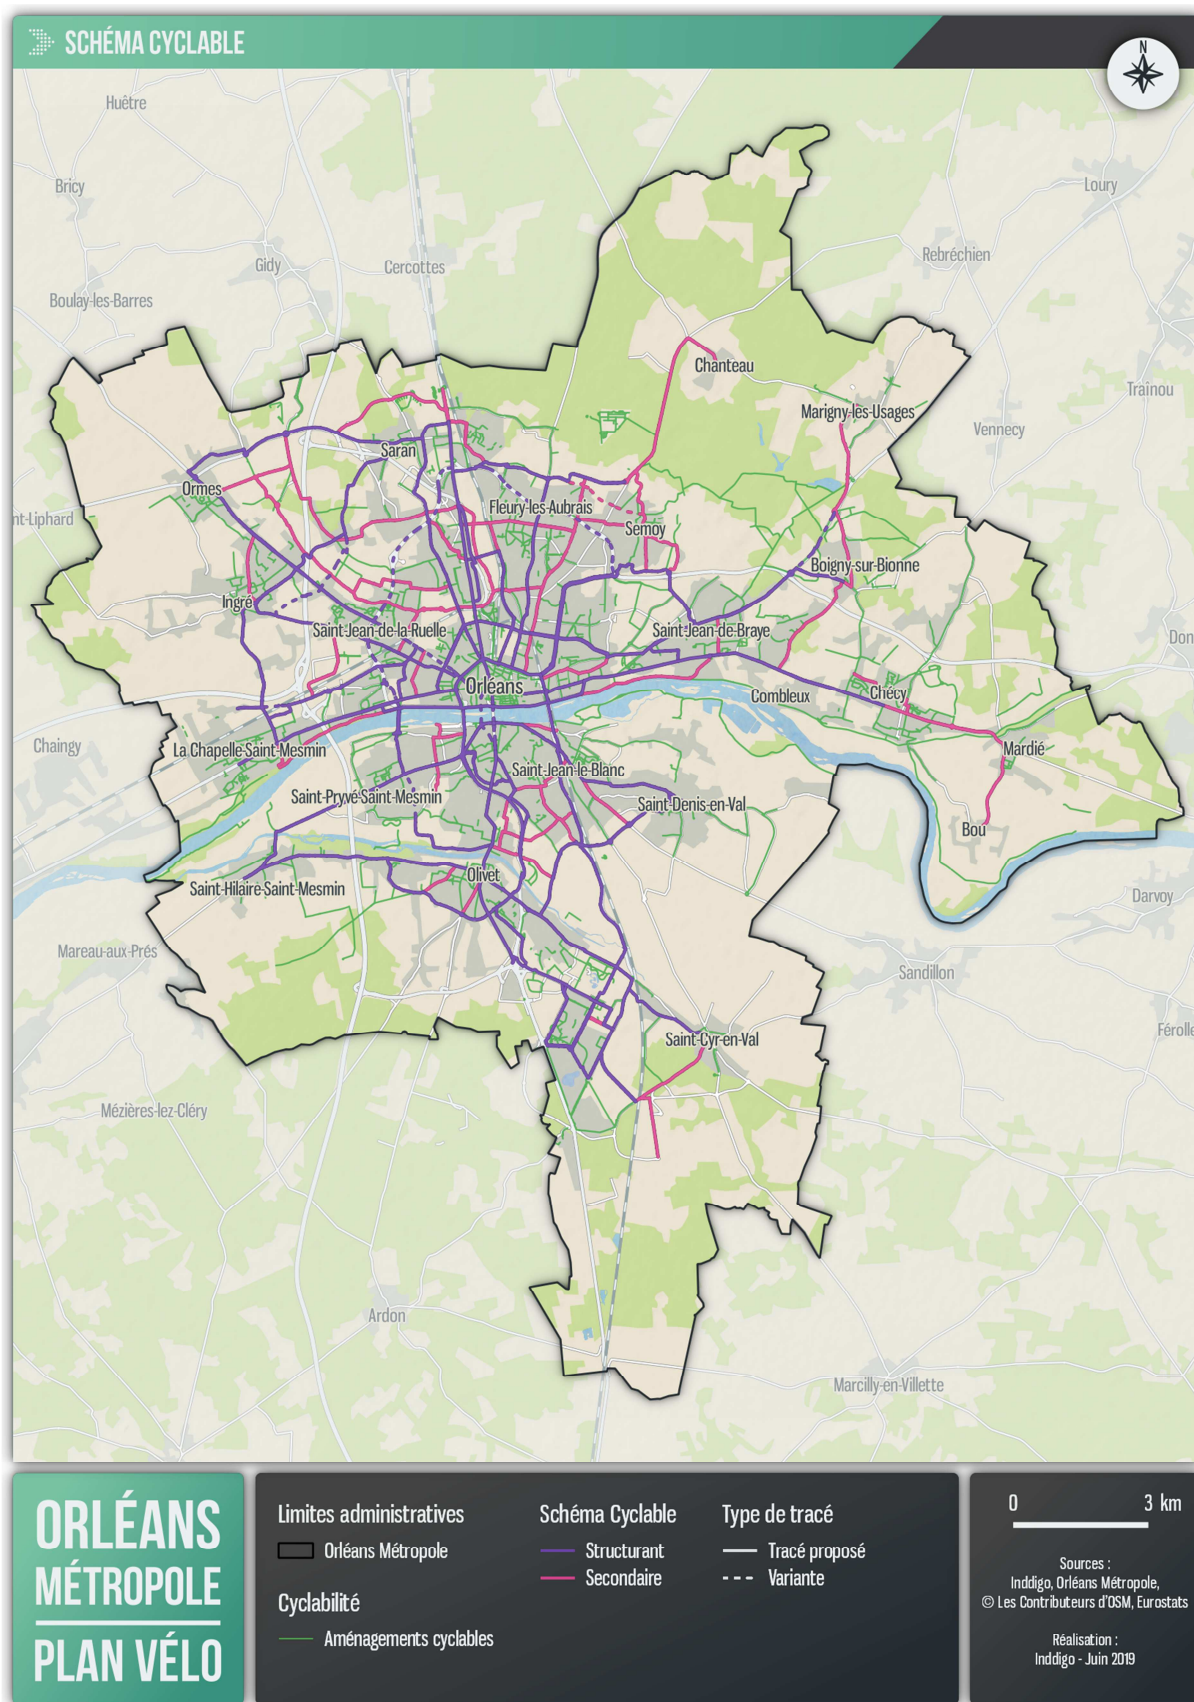 SCHÉMA CYCLABLE
N
Huêtre
Bricy
Loury
Gidy
Cercottes
Rebréchien
Boulay-les-Barres
Chanteau
Traînou
Marigny-les-Usages
Vennecy
Saran
Ormes
Fleury-les-Aubrais
nt-Liphard
Semoy
Boigny-sur-Bionne
Ingré
Saint-Jean-de-la-Ruelle
Saint-Jean-de-Braye
Don
Orléans
Combleux
Chécy
Chaingy
La Chapelle-Saint-Mesmin
Mardié
Saint-Jean-le-Blanc
Saint-Pryvé-Saint-Mesmin
Saint-Denis-en-Val
Bou
Olivet
Saint-Hilaire-Saint-Mesmin
Darvoy
Mareau-aux-Prés
Sandillon
Férolle
Saint-Cyr-en-Val
Mézières-lez-Cléry
Ardon
Marcilly-en-Villette
ORLÉANS
MÉTROPOLE
PLAN VÉLO
Limites administratives
Orléans Métropole
Cyclabilité
Aménagements cyclables
Schéma Cyclable
Structurant
Secondaire
Type de tracé
Tracé proposé
Variante
0 3 km
Sources :
Inddigo, Orléans Métropole,
© Les Contributeurs d'OSM, Eurostats
Réalisation :
Inddigo - Juin 2019